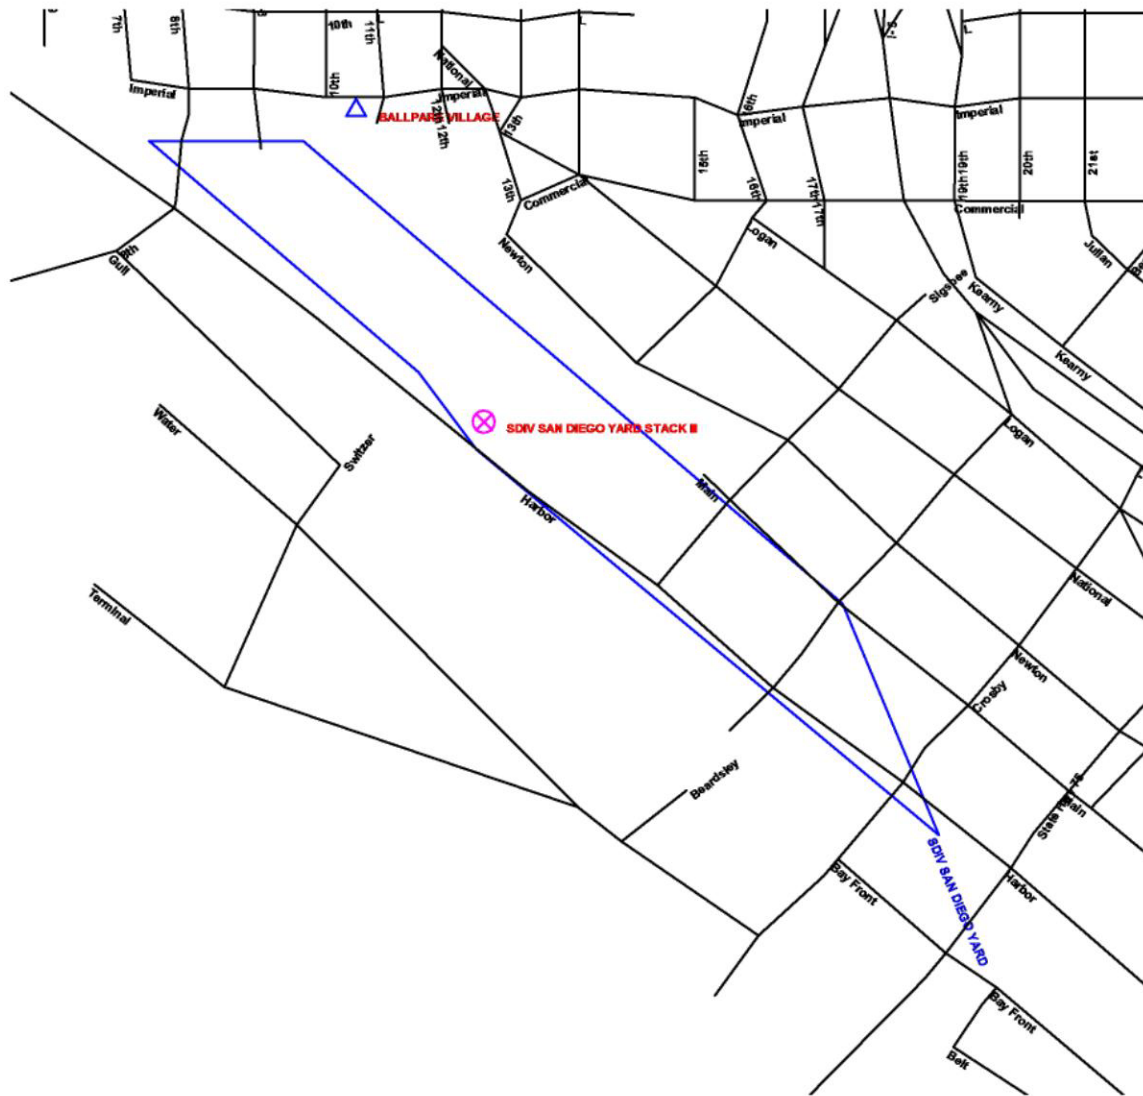 7th
8th
10th
11th
National
Imperial
10th
Imperial
12th
12th
13th
BALLPARK VILLAGE
16th
Imperial
Imperial
13th
Commercial
15th
16th
17th
17th
19th
19th
20th
21st
Commercial
Newton
Logan
Julian
8th
Gull
Sigsbee
Kearny
Kearny
Water
Switzer
SDIV SAN DIEGO YARD STACK II
Logan
Main
Harbor
National
Terminal
Newton
Crosby
Beardsley
Main
SDIV SAN DIEGO YARD
Bay Front
Harbor
Bay Front
Belt